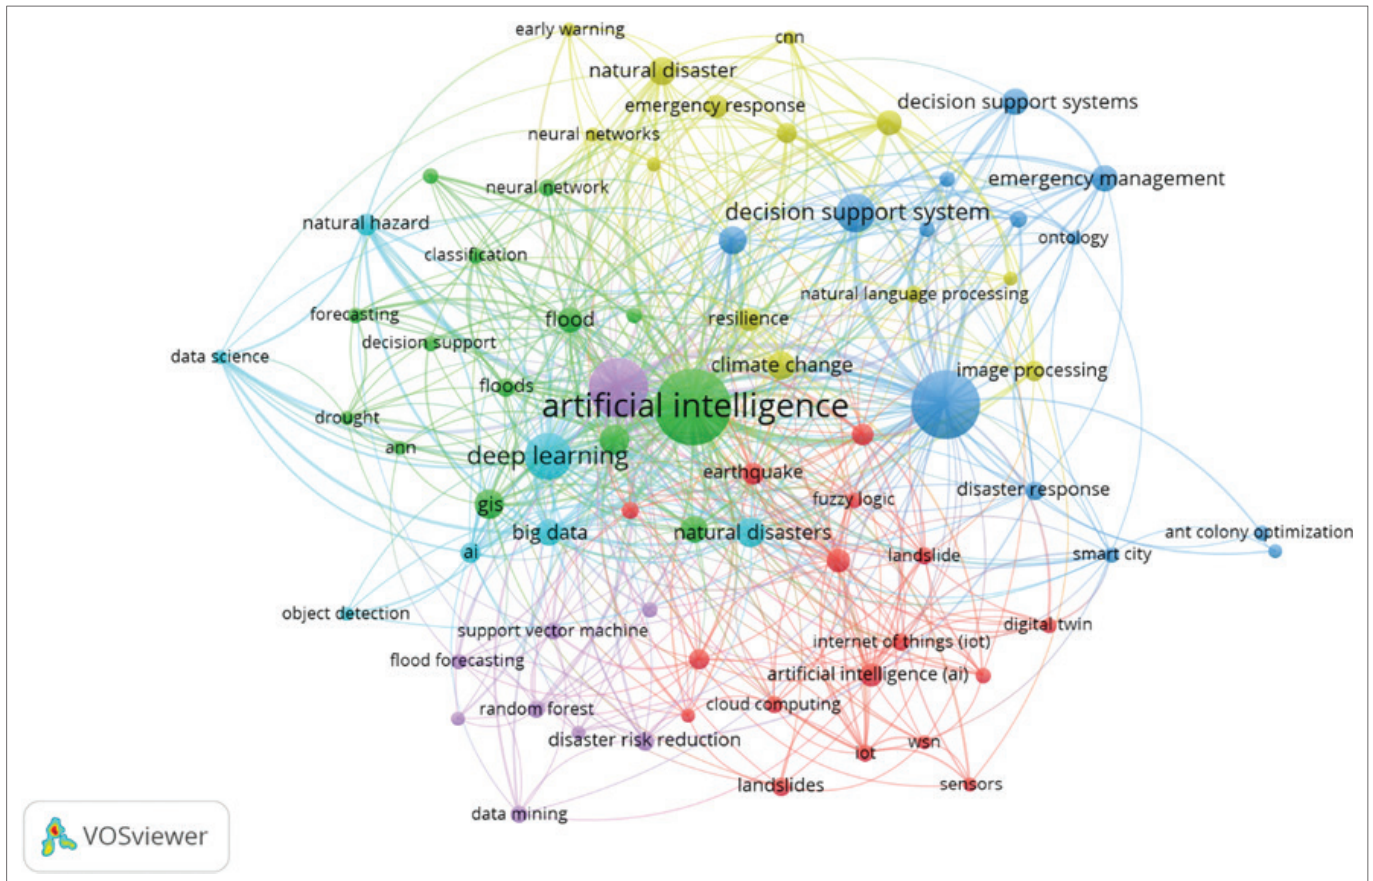 early warning
cnn
natural disaster
decision support systems
emergency response
neural networks
emergency management
neural network
decision support system
natural hazard
ontology
classification
natural language processing
forecasting
flood
resilience
decision support
data science
climate change
image processing
floods
artificial intelligence
drought
ann
deep learning
earthquake
disaster response
fuzzy logic
gis
big data
natural disasters
ant colony optimization
ai
landslide
smart city
object detection
digital twin
support vector machine
internet of things (iot)
flood forecasting
artificial intelligence (ai)
cloud computing
random forest
disaster risk reduction
wsn
iot
landslides
sensors
data mining
VOSviewer